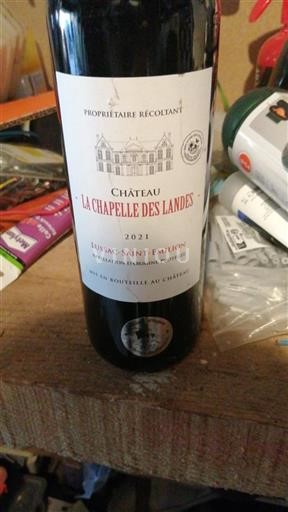 PROPRIÉTAIRE RÉCOLTANT
CHÂTEAU
LA CHAPELLE DES LANDES
2021
LUSSAC-SAINT-ÉMILION
MIS EN BOUTEILLE AU CHÂTEAU